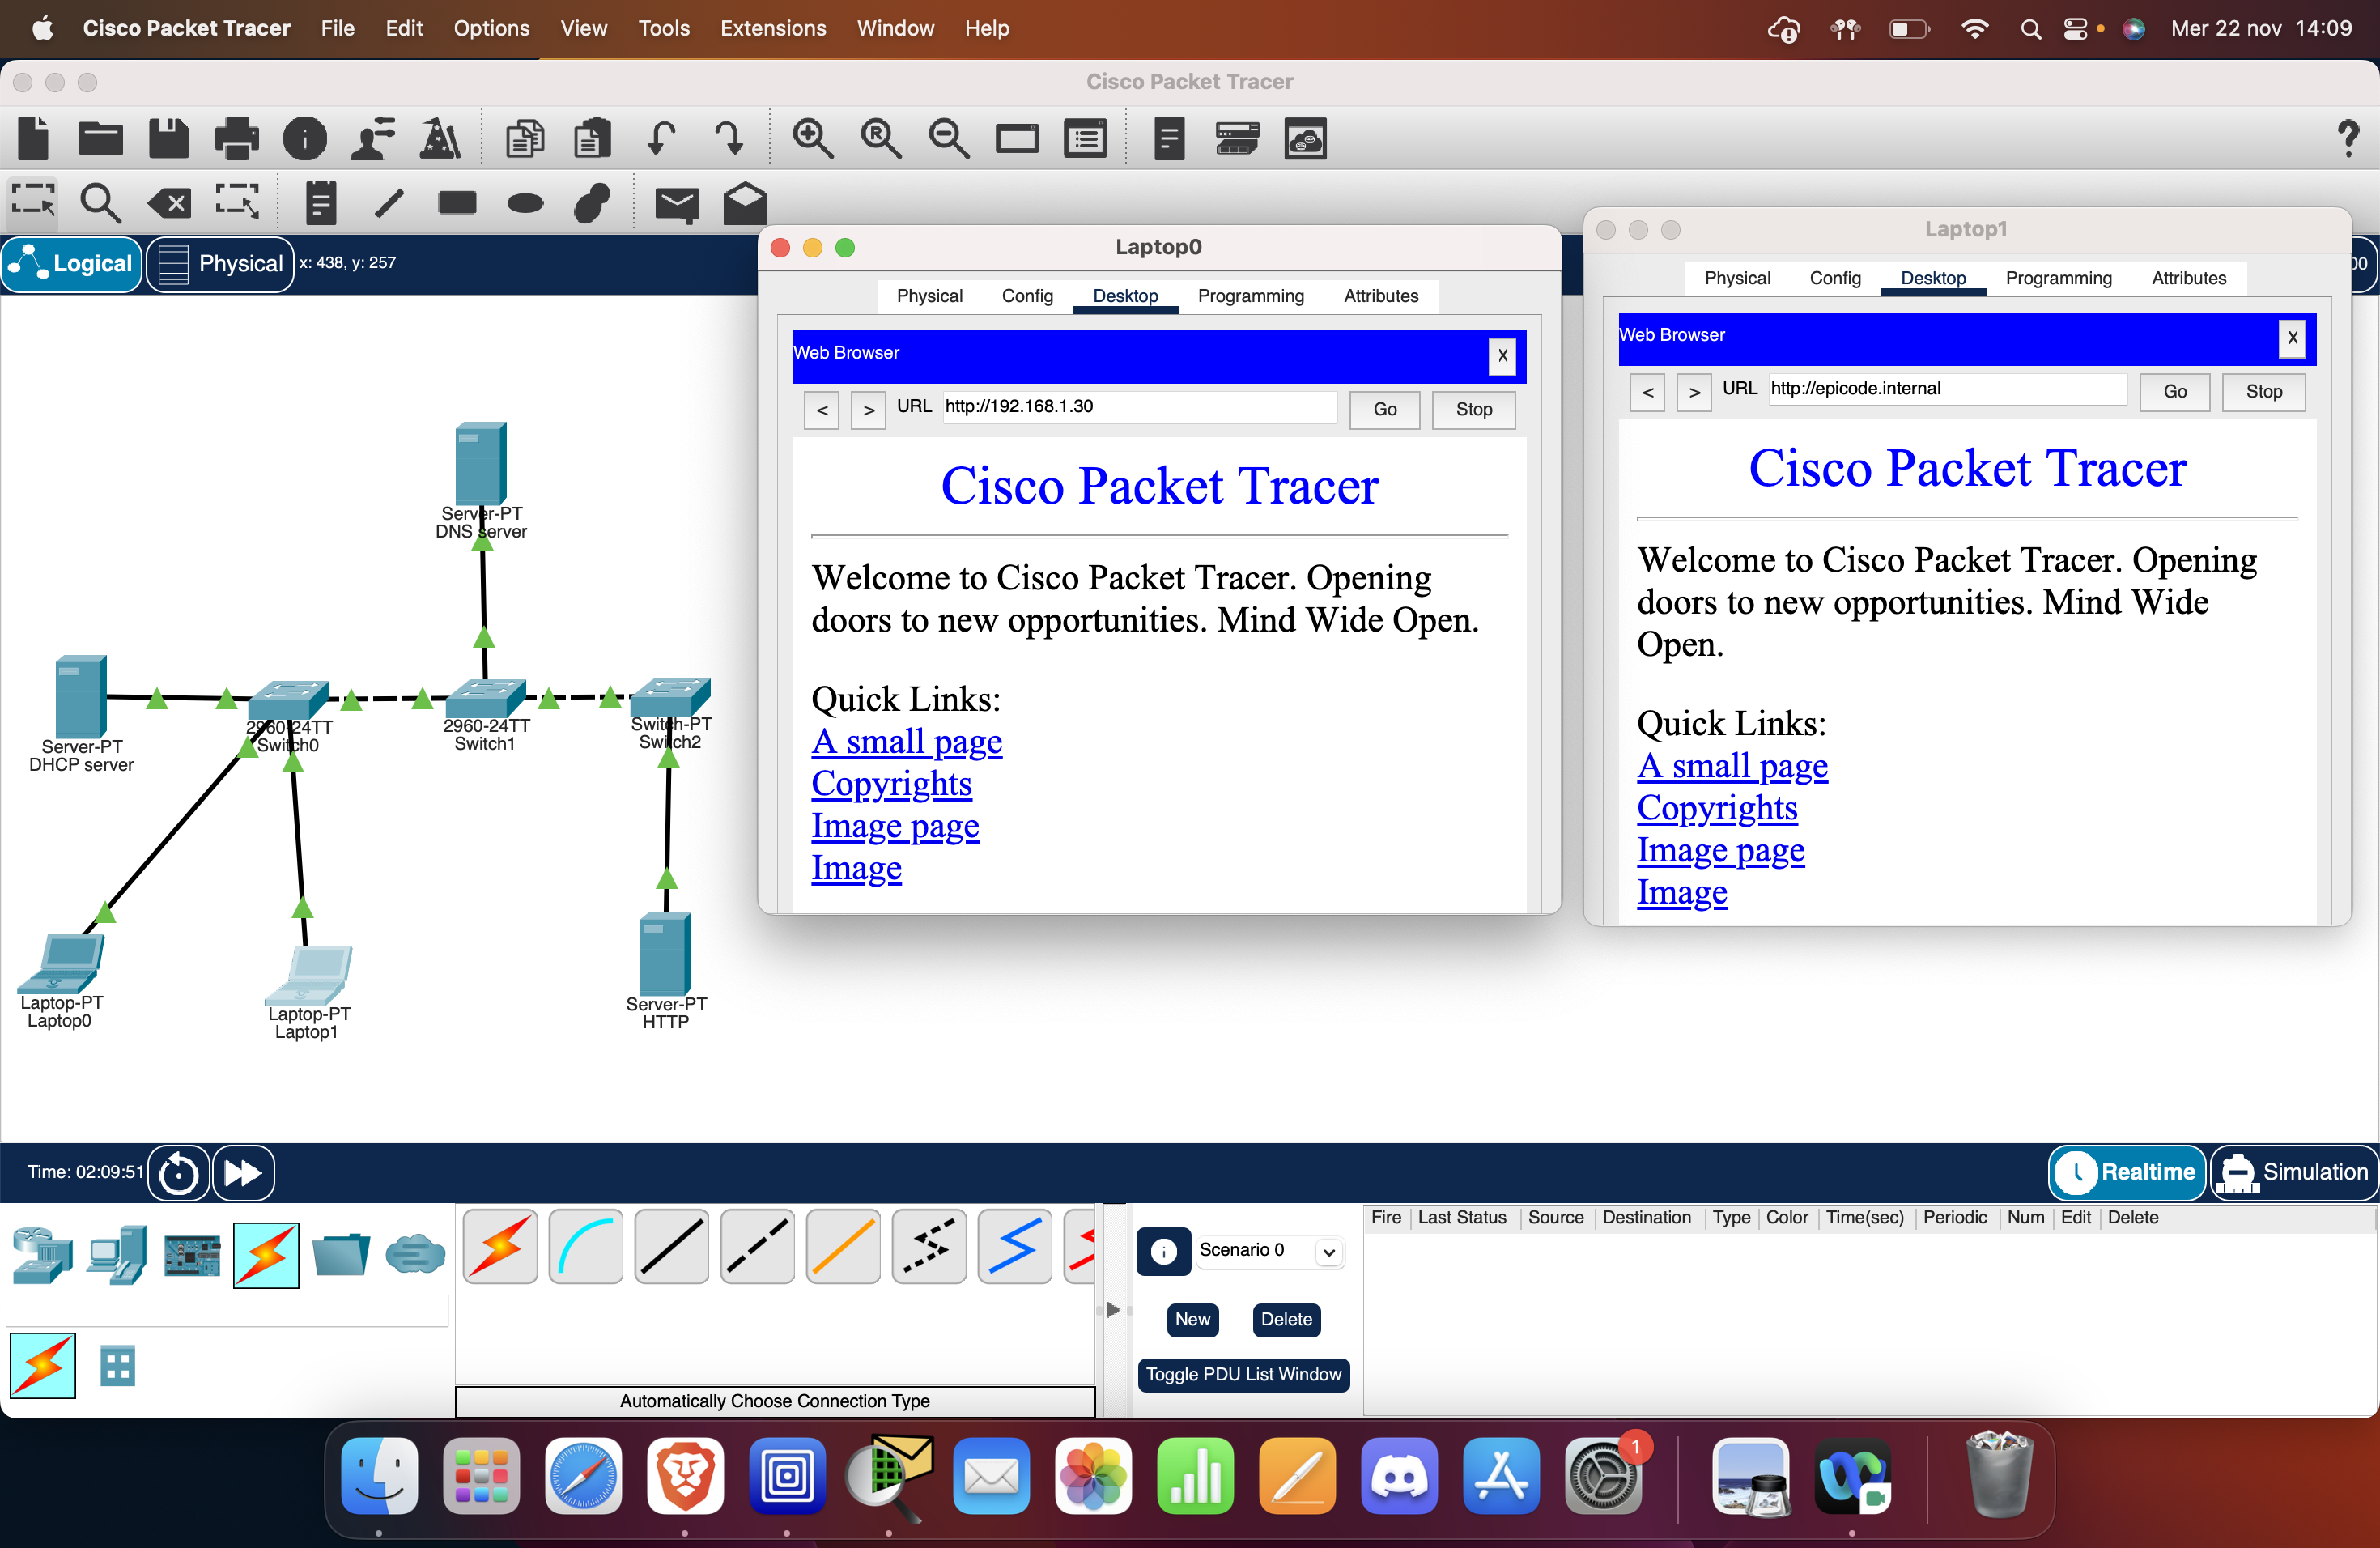 Cisco Packet Tracer File Edit Options View Tools Extensions Window Help Mer 22 nov 14:09
Cisco Packet Tracer
Logical Physical x: 438, y: 257
Server-PT
DNS server
Server-PT
DHCP server
2960-24TT
Switch0
2960-24TT
Switch1
Switch-PT
Switch2
Laptop-PT
Laptop0
Laptop-PT
Laptop1
Server-PT
HTTP
Laptop0
Physical Config Desktop Programming Attributes
Web Browser X
< > URL http://192.168.1.30 Go Stop
Cisco Packet Tracer
Welcome to Cisco Packet Tracer. Opening
doors to new opportunities. Mind Wide Open.
Quick Links:
A small page
Copyrights
Image page
Image
Laptop1
Physical Config Desktop Programming Attributes
Web Browser X
< > URL http://epicode.internal Go Stop
Cisco Packet Tracer
Welcome to Cisco Packet Tracer. Opening
doors to new opportunities. Mind Wide
Open.
Quick Links:
A small page
Copyrights
Image page
Image
Time: 02:09:51 Realtime Simulation
Scenario 0
New Delete
Toggle PDU List Window
Fire Last Status Source Destination Type Color Time(sec) Periodic Num Edit Delete
Automatically Choose Connection Type
1